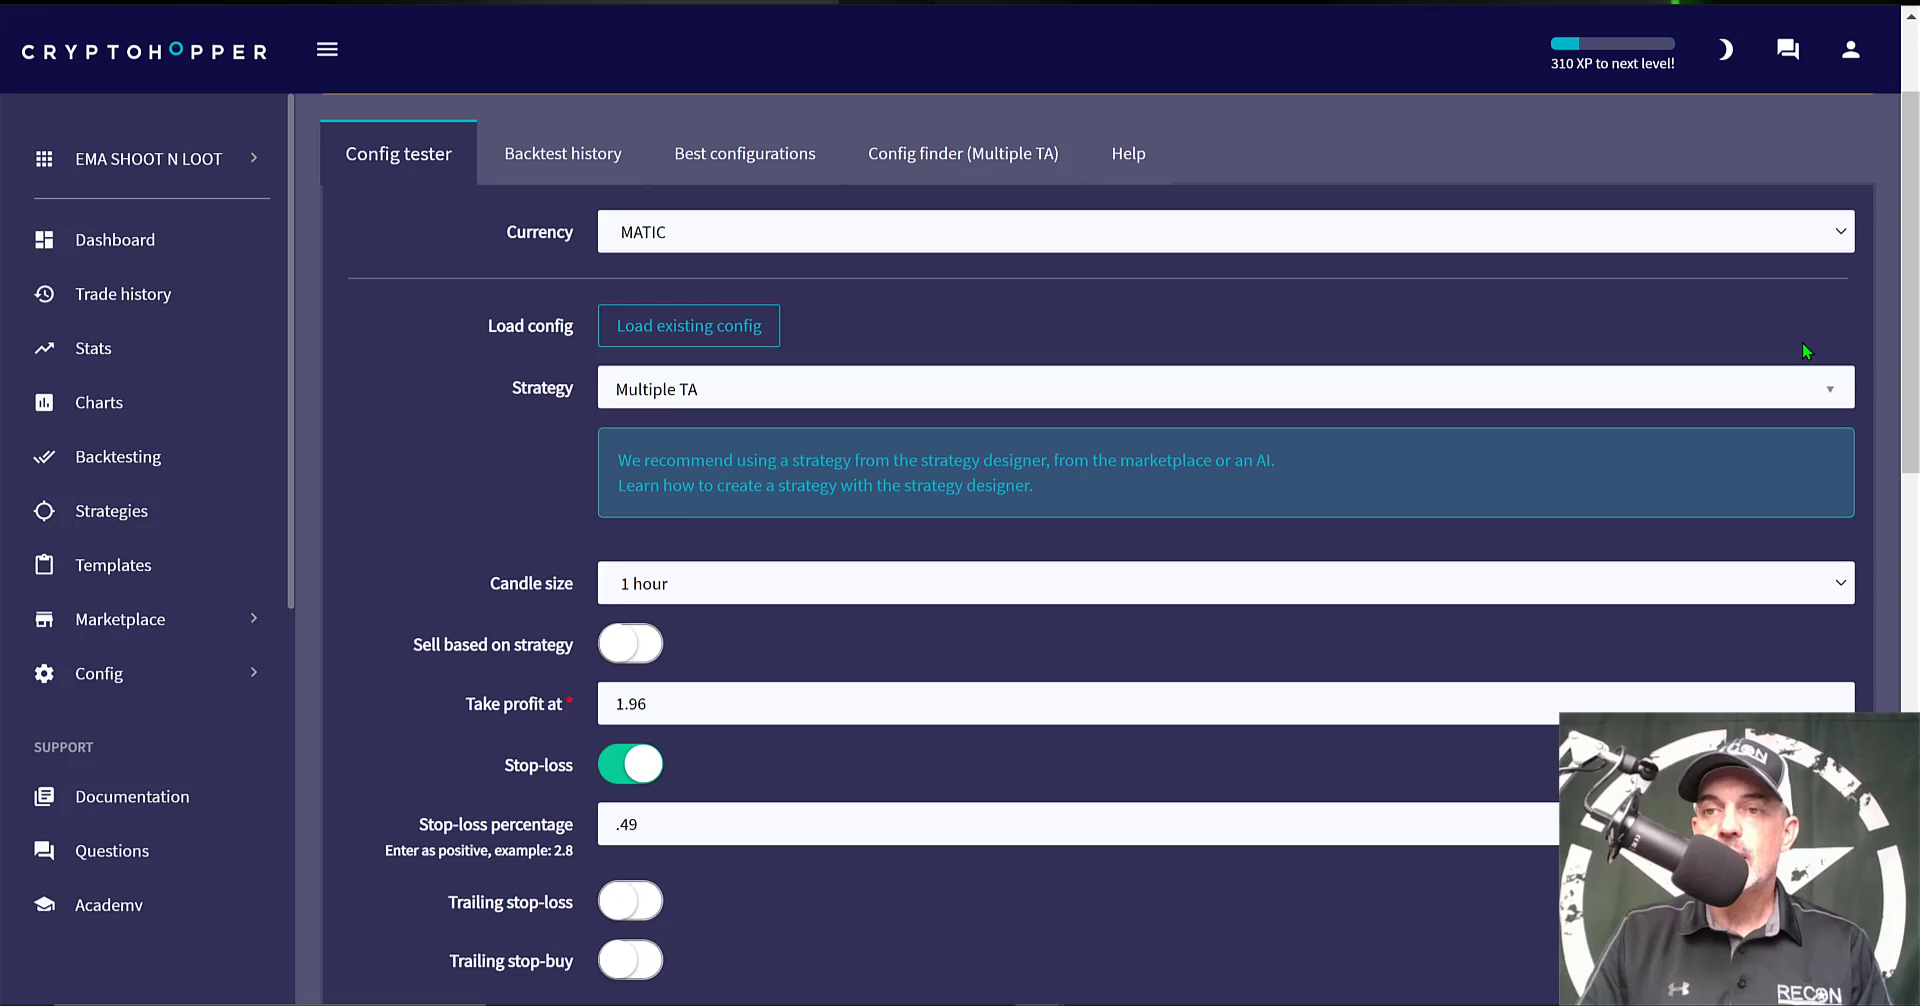 CRYPTOHOPPER
310 XP to next level!
EMA SHOOT N LOOT
Dashboard
Trade history
Stats
Charts
Backtesting
Strategies
Templates
Marketplace
Config
SUPPORT
Documentation
Questions
Academy
Config tester
Backtest history
Best configurations
Config finder (Multiple TA)
Help
Currency
MATIC
Load config
Load existing config
Strategy
Multiple TA
We recommend using a strategy from the strategy designer, from the marketplace or an AI.
Learn how to create a strategy with the strategy designer.
Candle size
1 hour
Sell based on strategy
Take profit at *
1.96
Stop-loss
Stop-loss percentage
Enter as positive, example: 2.8
.49
Trailing stop-loss
Trailing stop-buy
RECON
RECON